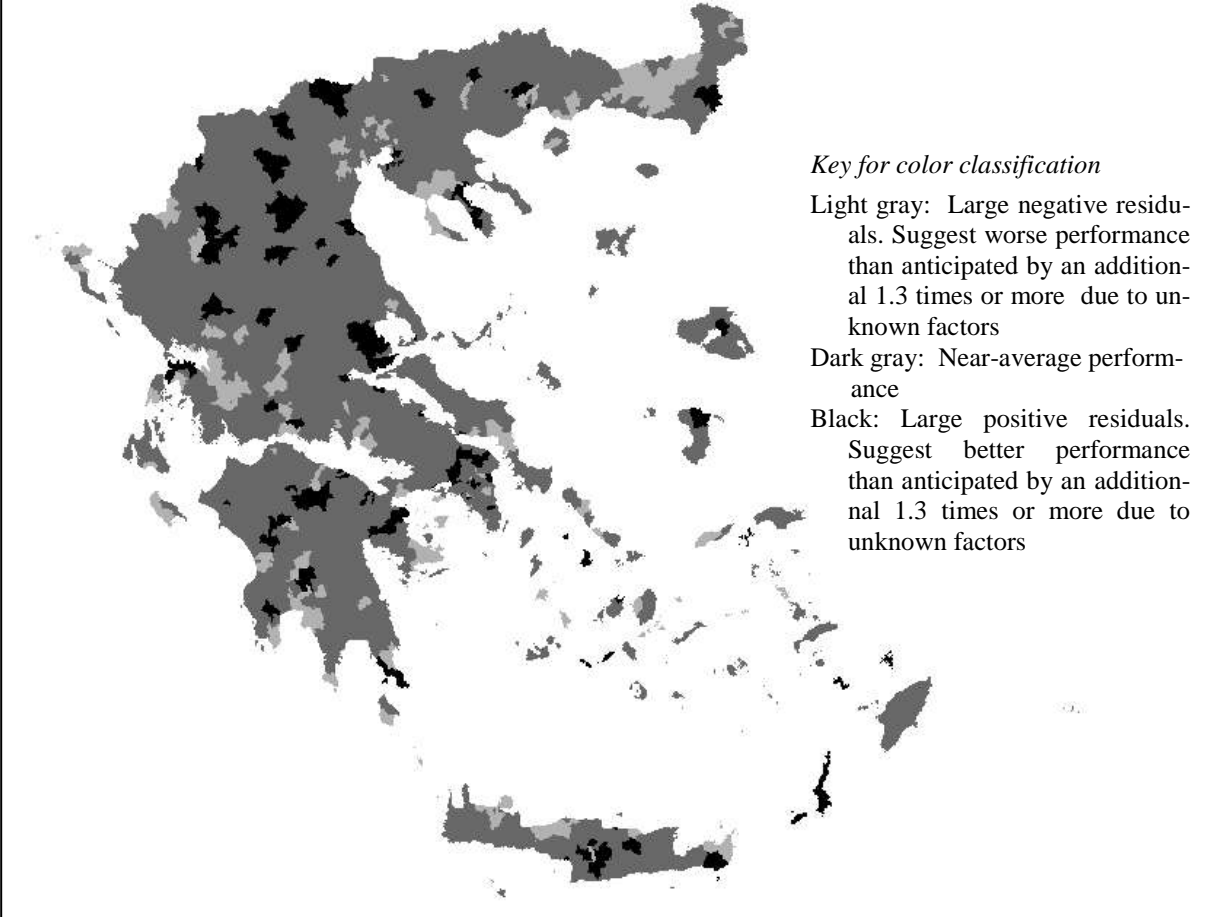 Key for color classification
Light gray: Large negative residu-
als. Suggest worse performance
than anticipated by an addition-
al 1.3 times or more due to un-
known factors
Dark gray: Near-average perform-
ance
Black: Large positive residuals.
Suggest better performance
than anticipated by an addition-
nal 1.3 times or more due to
unknown factors